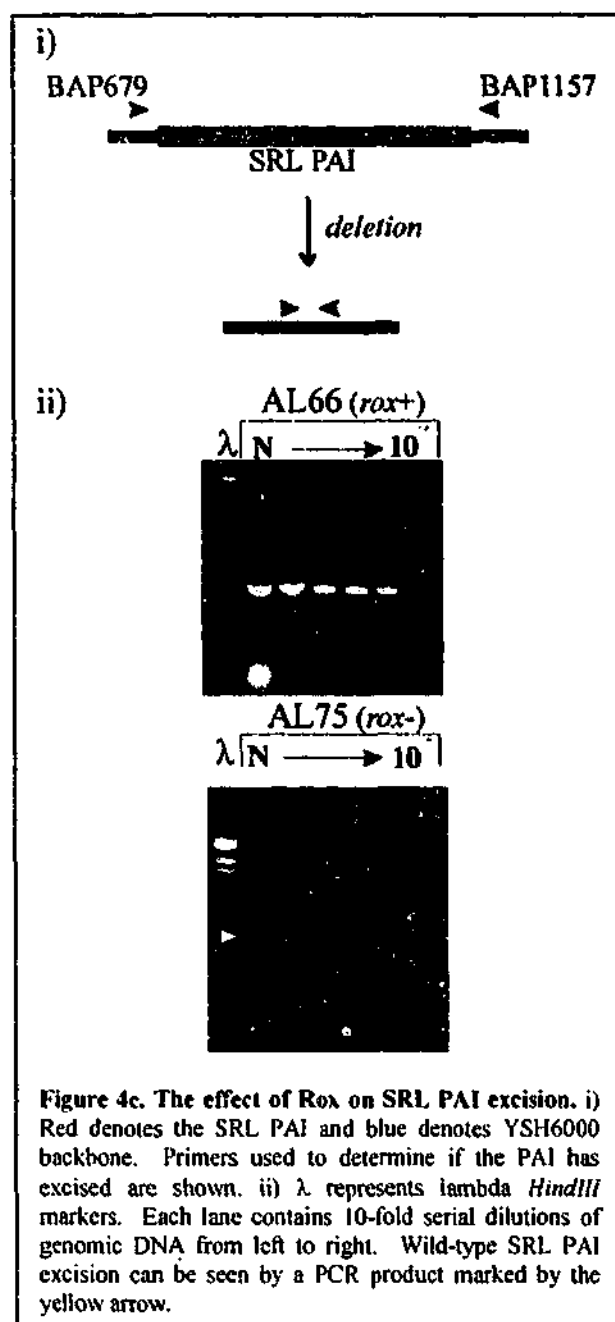 i)
BAP679 BAP1157
SRL PAI
deletion
ii)
AL66 (rox+)
λ N 10
AL75 (rox-)
λ N 10
Figure 4c. The effect of Rox on SRL PAI excision. i)
Red denotes the SRL PAI and blue denotes YSH6000
backbone. Primers used to determine if the PAI has
excised are shown. ii) λ represents lambda HindIII
markers. Each lane contains 10-fold serial dilutions of
genomic DNA from left to right. Wild-type SRL PAI
excision can be seen by a PCR product marked by the
yellow arrow.